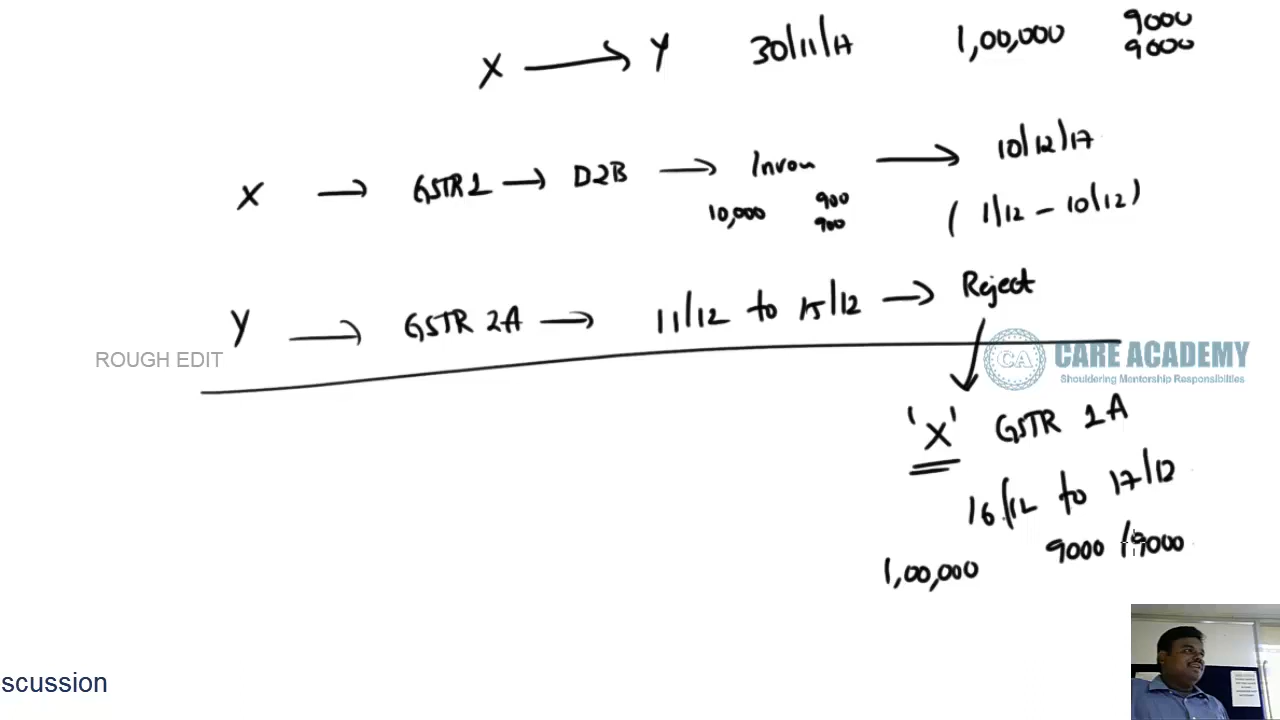 X → Y 30/11/17 1,00,000 9000
9000
X → GSTR 1 → D2B → Invou → 10/12/17
10,000 900 (1/12 - 10/12)
900
Y → GSTR 2A → 11/12 to 15/12 → Reject
ROUGH EDIT
CA
CARE ACADEMY
Shouldering Mentorship Responsibilities
'X' GSTR 1A
16/12 to 17/12
1,00,000 9000 / 9000
scussion